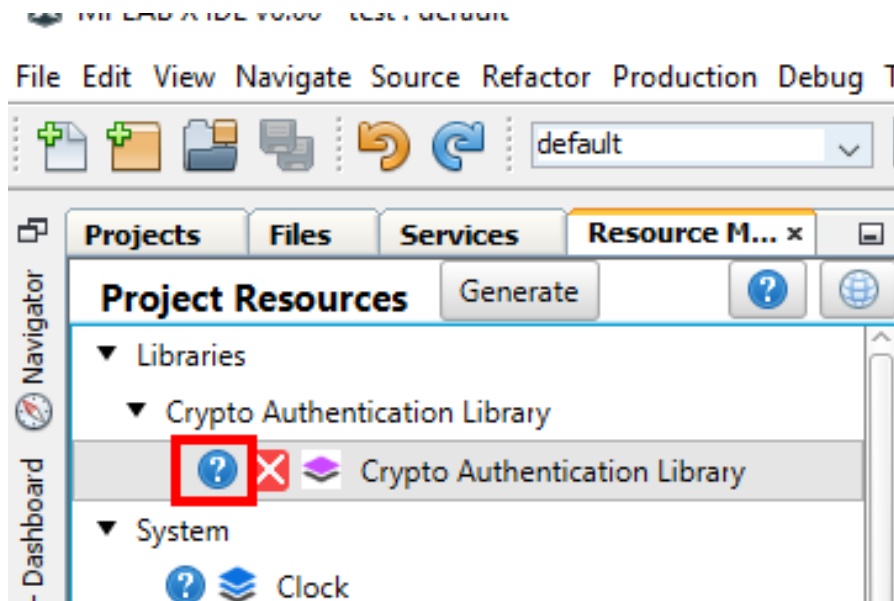 File Edit View Navigate Source Refactor Production Debug
default
Projects Files Services Resource M... x
Project Resources Generate
Libraries
Crypto Authentication Library
Crypto Authentication Library
System
Clock
Navigator
Dashboard